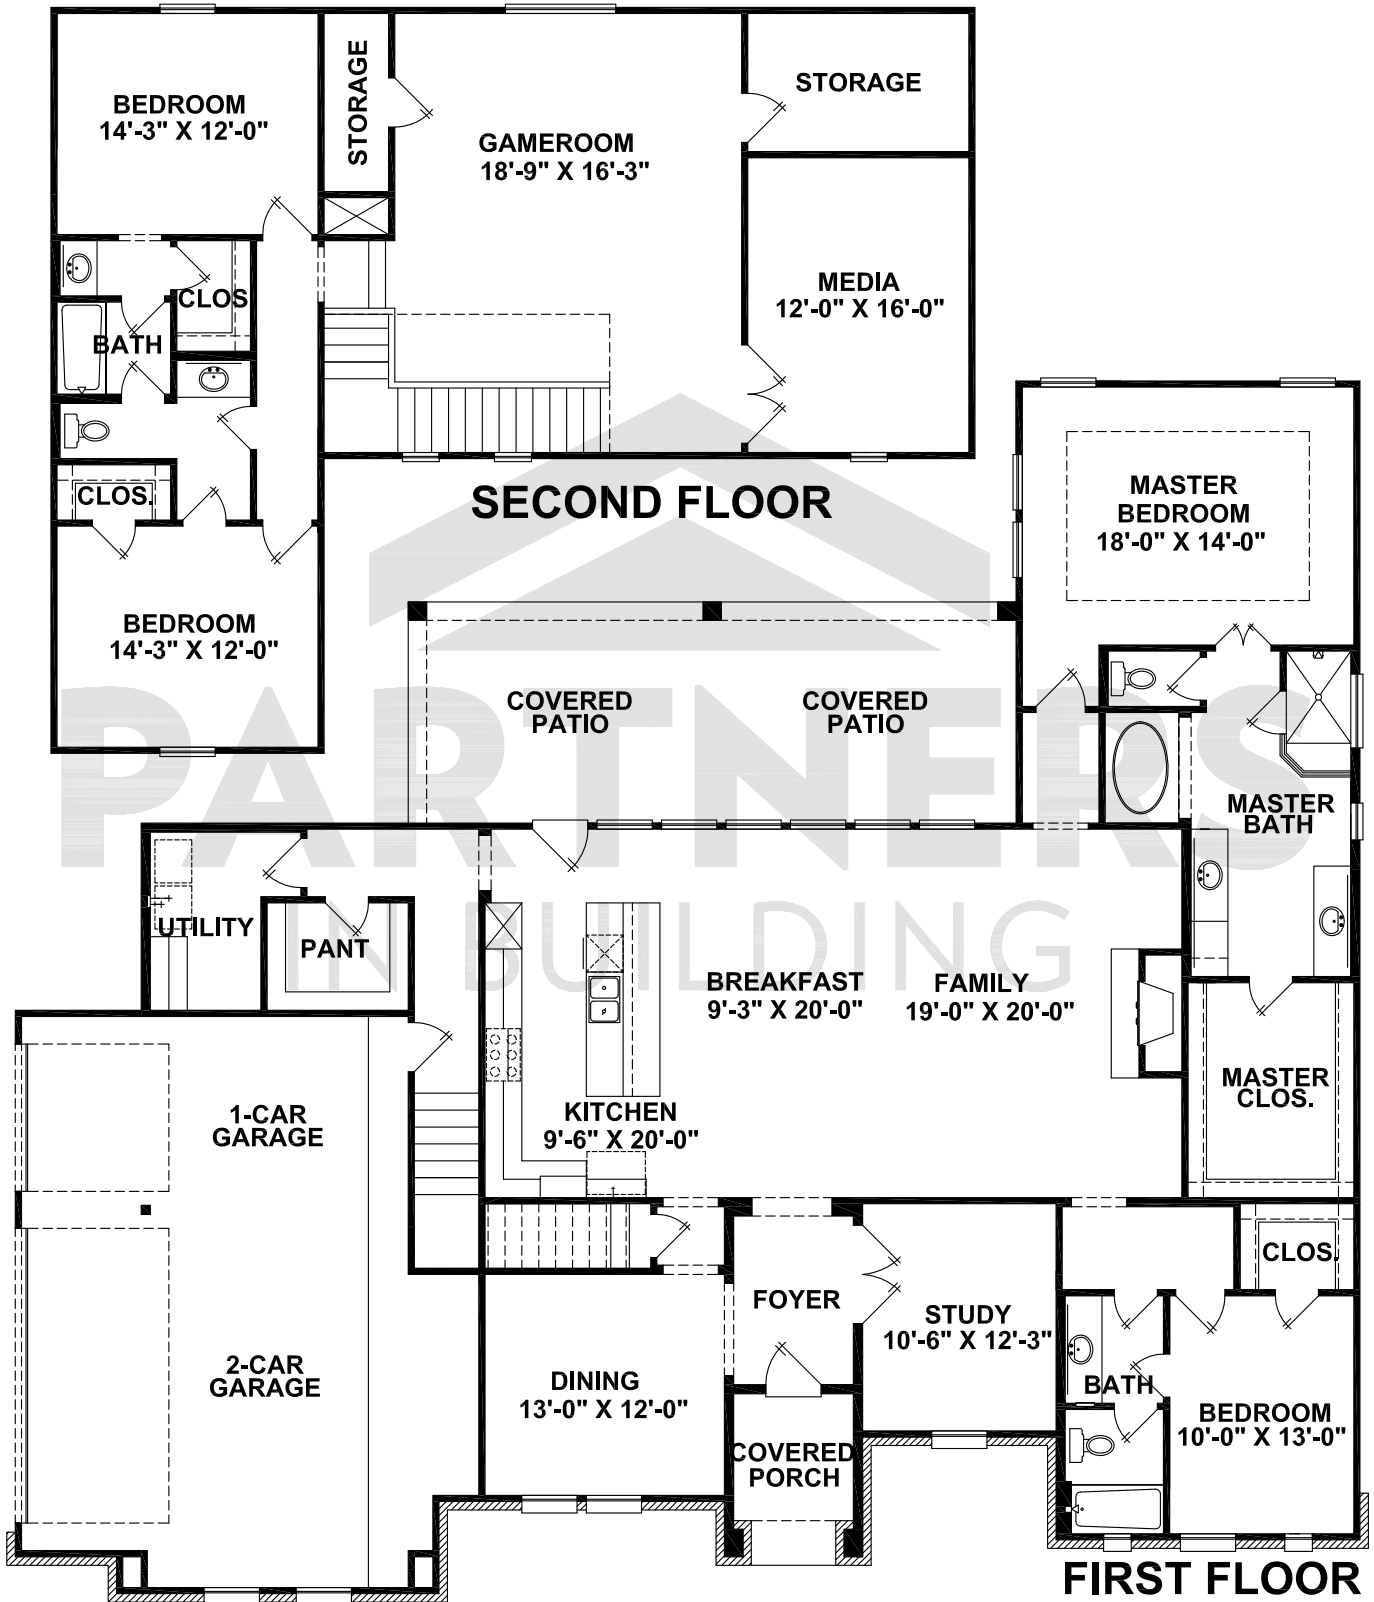 BEDROOM
14'-3" X 12'-0"
STORAGE
GAMEROOM
18'-9" X 16'-3"
STORAGE
MEDIA
12'-0" X 16'-0"
CLOS
BATH
CLOS.
BEDROOM
14'-3" X 12'-0"
SECOND FLOOR
MASTER
BEDROOM
18'-0" X 14'-0"
COVERED
PATIO
COVERED
PATIO
PARTNERS
IN BUILDING
MASTER
BATH
UTILITY
PANT
BREAKFAST
9'-3" X 20'-0"
FAMILY
19'-0" X 20'-0"
MASTER
CLOS.
KITCHEN
9'-6" X 20'-0"
1-CAR
GARAGE
2-CAR
GARAGE
FOYER
STUDY
10'-6" X 12'-3"
CLOS.
DINING
13'-0" X 12'-0"
BATH
BEDROOM
10'-0" X 13'-0"
COVERED
PORCH
FIRST FLOOR